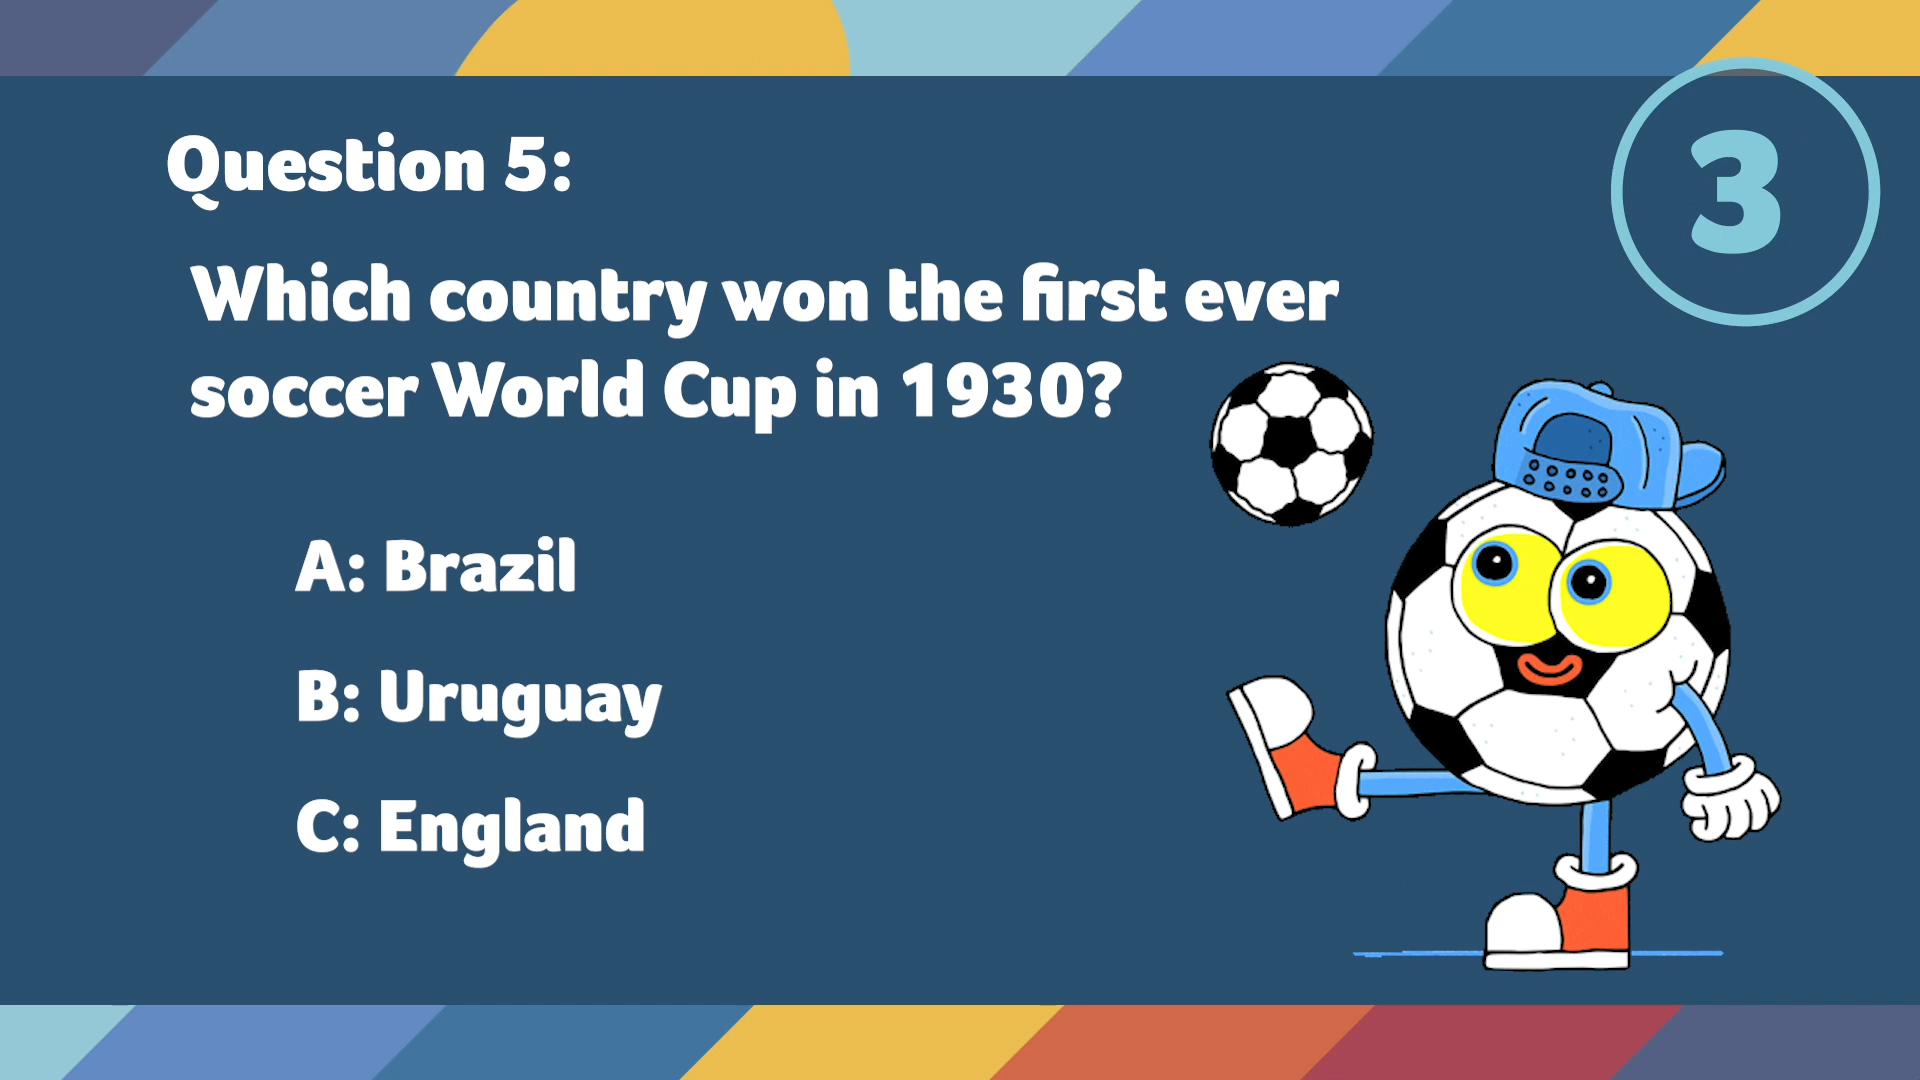 Question 5:
3
Which country won the first ever
soccer World Cup in 1930?
A: Brazil
B: Uruguay
C: England